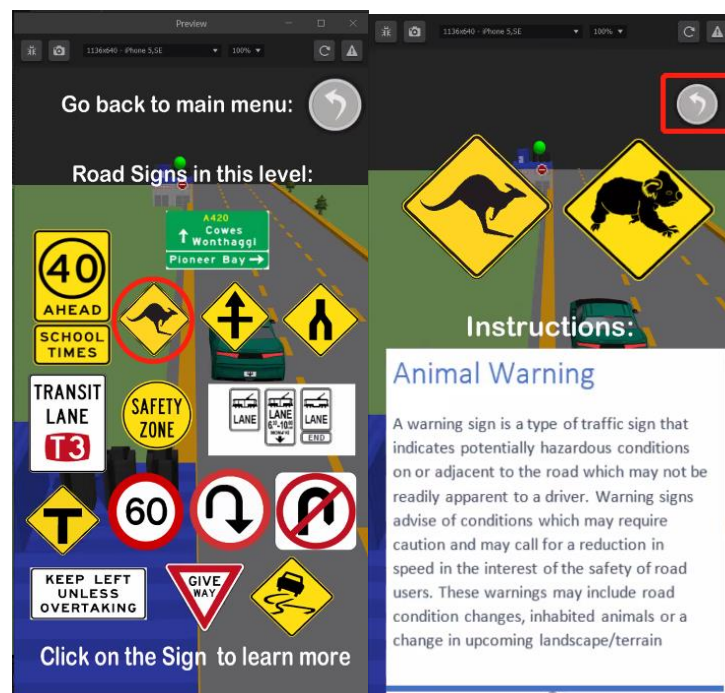 Preview
1136x640 - iPhone 5,SE
100%
Go back to main menu:
Road Signs in this level:
A420
Cowes
Wonthaggi
Pioneer Bay
40
AHEAD
SCHOOL
TIMES
TRANSIT
LANE
T3
SAFETY
ZONE
LANE
LANE
LANE
END
T
60
KEEP LEFT
UNLESS
OVERTAKING
GIVE
WAY
Click on the Sign to learn more
1136x640 - iPhone 5,SE
100%
Instructions:
Animal Warning
A warning sign is a type of traffic sign that
indicates potentially hazardous conditions
on or adjacent to the road which may not be
readily apparent to a driver. Warning signs
advise of conditions which may require
caution and may call for a reduction in
speed in the interest of the safety of road
users. These warnings may include road
condition changes, inhabited animals or a
change in upcoming landscape/terrain